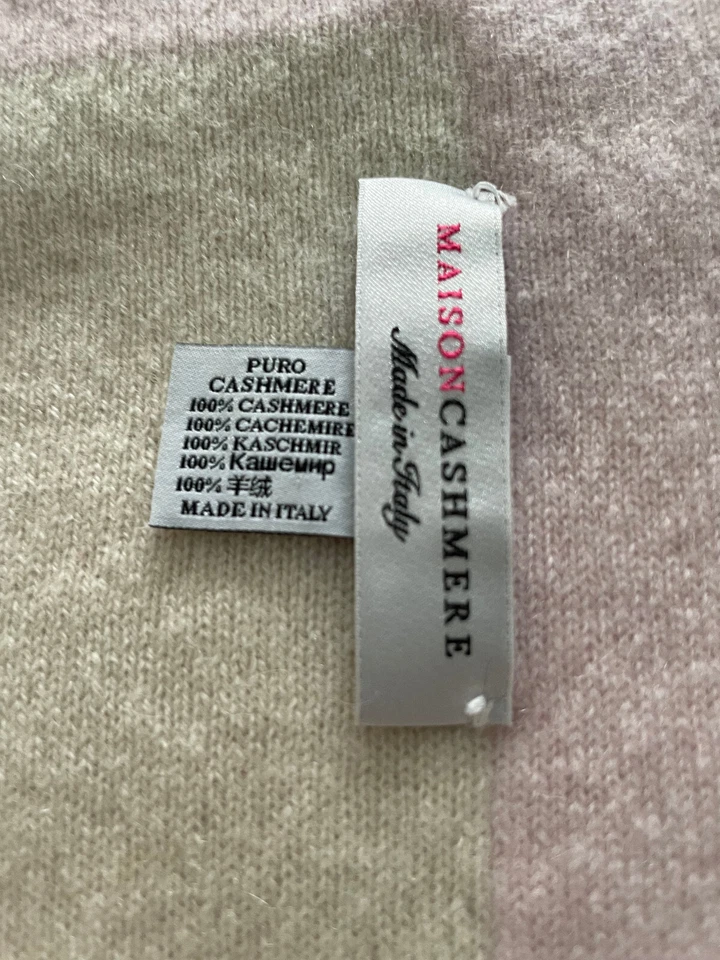 PURO
CASHMERE
100% CASHMERE
100% CACHEMIRE
100% KASCHMIR
100% Кашемир
100% 羊绒
MADE IN ITALY
MAISONCASHMERE
Made in Italy